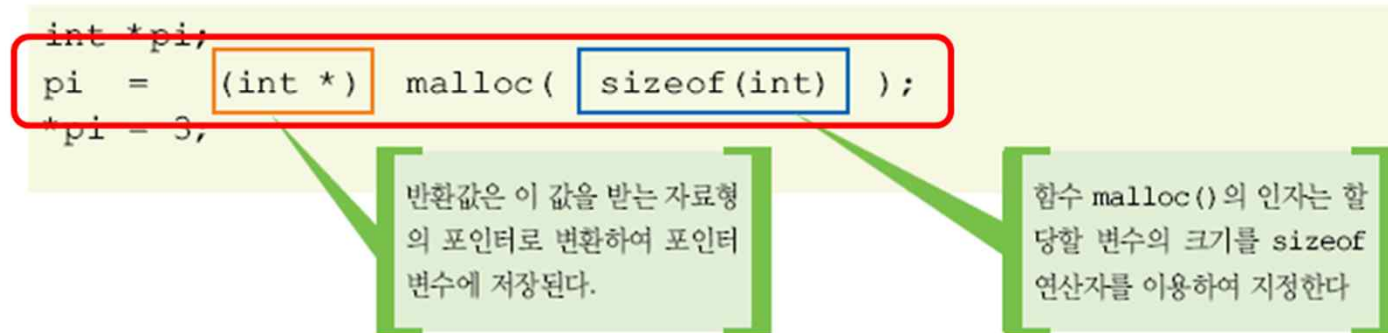 int *pi;
pi = (int *) malloc( sizeof(int) );
*pi = 3;
반환값은 이 값을 받는 자료형
의 포인터로 변환하여 포인터
변수에 저장된다.
함수 malloc()의 인자는 할
당할 변수의 크기를 sizeof
연산자를 이용하여 지정한다